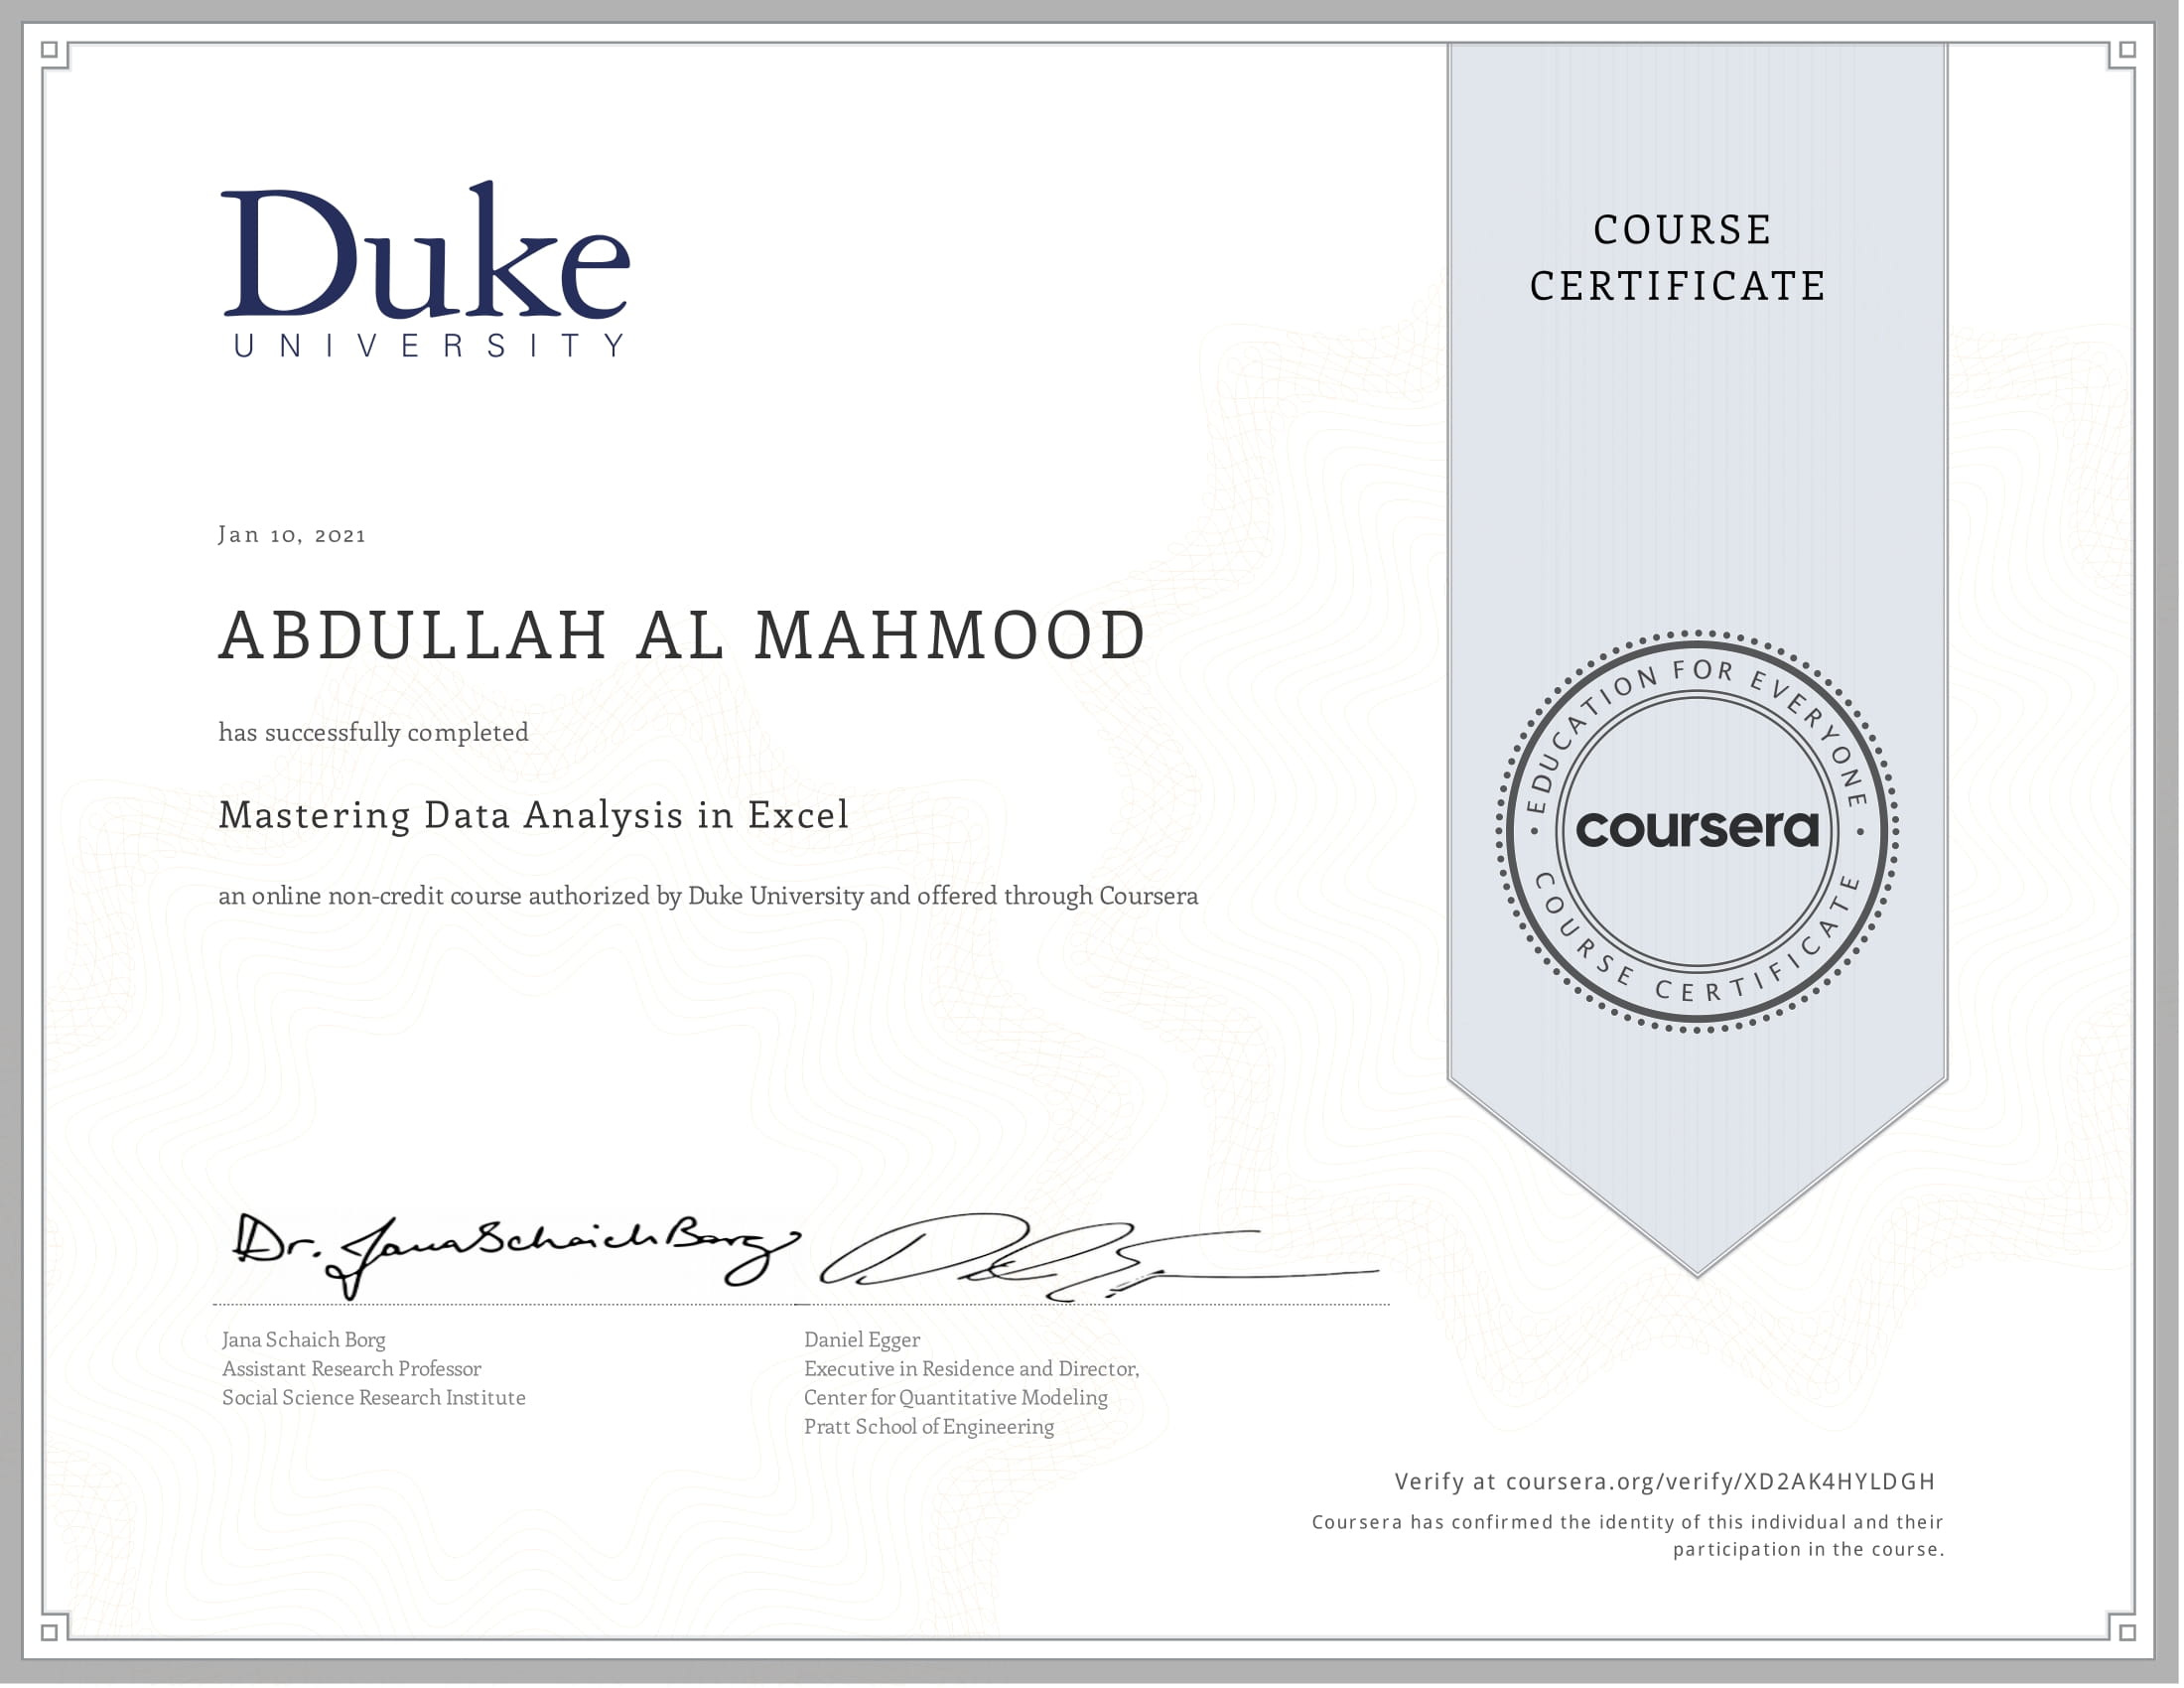 Duke
UNIVERSITY
COURSE
CERTIFICATE
Jan 10, 2021
ABDULLAH AL MAHMOOD
has successfully completed
Mastering Data Analysis in Excel
an online non-credit course authorized by Duke University and offered through Coursera
EDUCATION FOR EVERYONE
coursera
COURSE CERTIFICATE
Dr. Jana Schaich Borg
Jana Schaich Borg
Assistant Research Professor
Social Science Research Institute
Daniel Egger
Executive in Residence and Director,
Center for Quantitative Modeling
Pratt School of Engineering
Verify at coursera.org/verify/XD2AK4HYLDGH
Coursera has confirmed the identity of this individual and their
participation in the course.